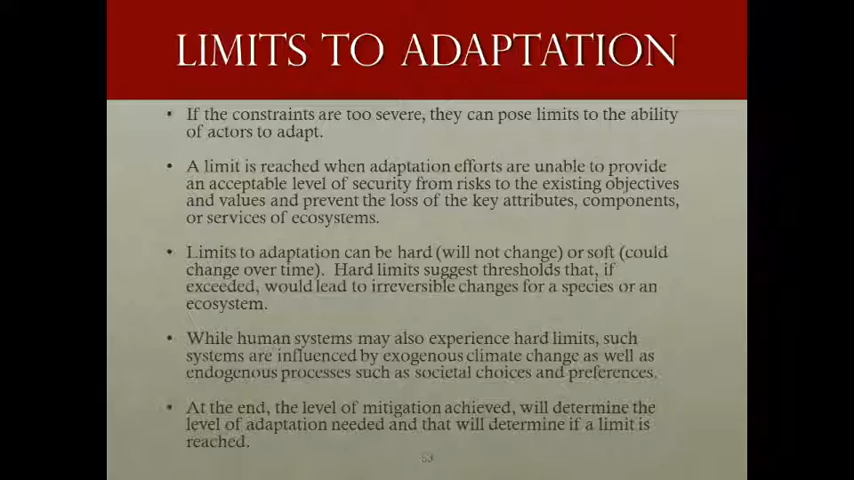 LIMITS TO ADAPTATION
• If the constraints are too severe, they can pose limits to the ability
of actors to adapt.
• A limit is reached when adaptation efforts are unable to provide
an acceptable level of security from risks to the existing objectives
and values and prevent the loss of the key attributes, components,
or services of ecosystems.
• Limits to adaptation can be hard (will not change) or soft (could
change over time). Hard limits suggest thresholds that, if
exceeded, would lead to irreversible changes for a species or an
ecosystem.
• While human systems may also experience hard limits, such
systems are influenced by exogenous climate change as well as
endogenous processes such as societal choices and preferences.
• At the end, the level of mitigation achieved, will determine the
level of adaptation needed and that will determine if a limit is
reached.
53